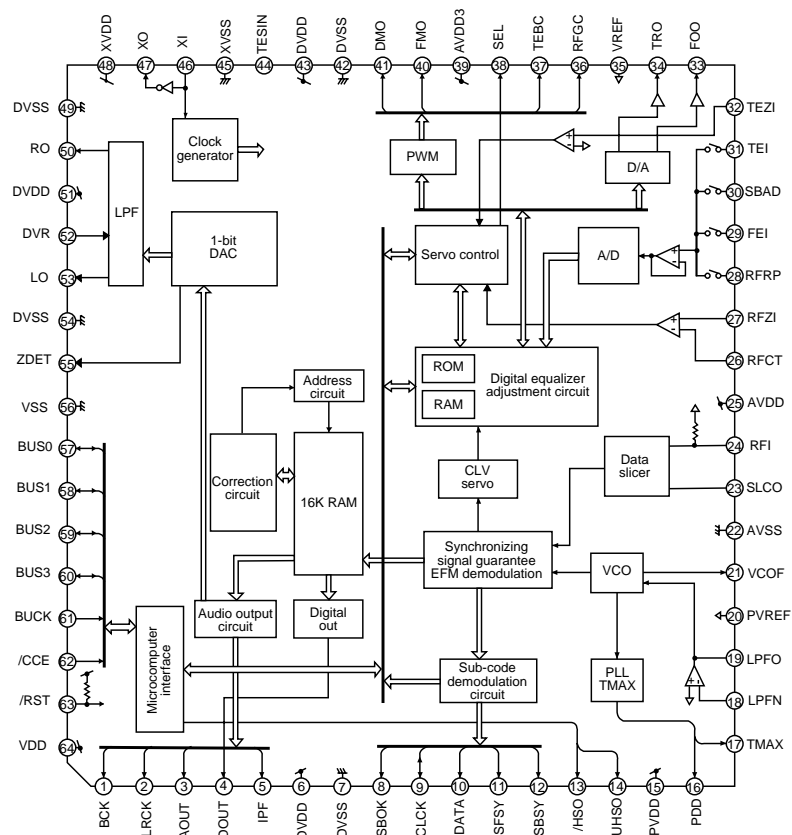 XVDD
XO
XI
XVSS
TESIN
DVDD
DVSS
DMO
FMO
AVDD3
SEL
TEBC
RFGC
VREF
TRO
FOO
48
47
46
45
44
43
42
41
40
39
38
37
36
35
34
33
DVSS 49
RO 50
DVDD 51
DVR 52
LO 53
DVSS 54
ZDET 55
VSS 56
BUS0 57
BUS1 58
BUS2 59
BUS3 60
BUCK 61
/CCE 62
/RST 63
VDD 64
32 TEZI
31 TEI
30 SBAD
29 FEI
28 RFRP
27 RFZI
26 RFCT
25 AVDD
24 RFI
23 SLCO
22 AVSS
21 VCOF
20 PVREF
19 LPFO
18 LPFN
17 TMAX
Clock
generator
LPF
1-bit
DAC
PWM
D/A
+
-
Servo control
A/D
+
-
+
-
ROM
RAM
Digital equalizer
adjustment circuit
Address
circuit
Correction
circuit
16K RAM
CLV
servo
Data
slicer
Synchronizing
signal guarantee
EFM demodulation
VCO
Audio output
circuit
Digital
out
Microcomputer
interface
Sub-code
demodulation
circuit
PLL
TMAX
+
-
1
2
3
4
5
6
7
8
9
10
11
12
13
14
15
16
BCK
LRCK
AOUT
DOUT
IPF
DVDD
DVSS
SBOK
CLCK
DATA
SFSY
SBSY
/HSO
UHSO
PVDD
PDD